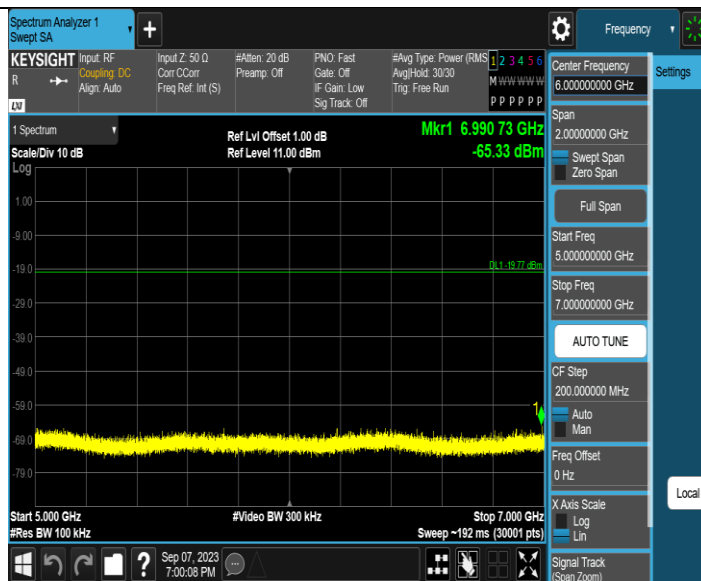 Spectrum Analyzer 1
Swept SA
+
Frequency
KEYSIGHT
R
LXI
Input: RF
Coupling: DC
Align: Auto
Input Z: 50 Ω
Corr CCorr
Freq Ref: Int (S)
#Atten: 20 dB
Preamp: Off
PNO: Fast
Gate: Off
IF Gain: Low
Sig Track: Off
#Avg Type: Power (RMS
Avg|Hold: 30/30
Trig: Free Run
1 2 3 4 5 6
M W W W W W
P P P P P P
1 Spectrum
Scale/Div 10 dB
Log
Ref Lvl Offset 1.00 dB
Ref Level 11.00 dBm
Mkr1 6.990 73 GHz
-65.33 dBm
1.00
-9.00
-19.0
DL1 -19.77 dBm
-29.0
-39.0
-49.0
-59.0
1
-69.0
-79.0
Start 5.000 GHz
#Res BW 100 kHz
#Video BW 300 kHz
Stop 7.000 GHz
Sweep ~192 ms (30001 pts)
?
Sep 07, 2023
7:00:08 PM
Center Frequency
6.000000000 GHz
Settings
Span
2.00000000 GHz
Swept Span
Zero Span
Full Span
Start Freq
5.000000000 GHz
Stop Freq
7.000000000 GHz
AUTO TUNE
CF Step
200.000000 MHz
Auto
Man
Freq Offset
0 Hz
Local
X Axis Scale
Log
Lin
Signal Track
(Span Zoom)